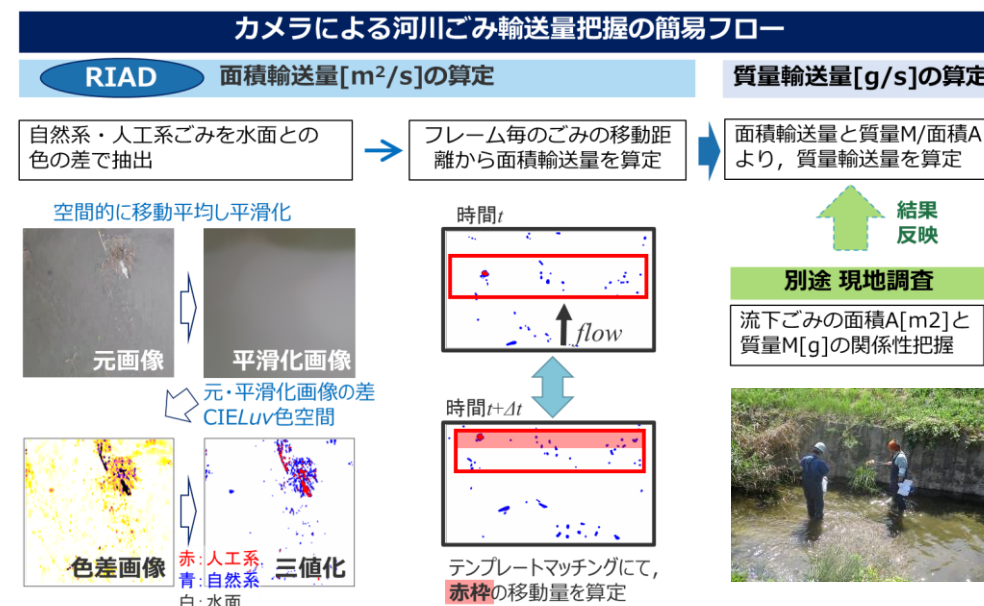 カメラによる河川ごみ輸送量把握の簡易フロー
RIAD
面積輸送量[m²/s]の算定
質量輸送量[g/s]の算定
自然系・人工系ごみを水面との
色の差で抽出
フレーム毎のごみの移動距
離から面積輸送量を算定
面積輸送量と質量M/面積A
より，質量輸送量を算定
空間的に移動平均し平滑化
元画像
平滑化画像
元・平滑化画像の差
CIELuv色空間
色差画像
三値化
赤：人工系
青：自然系
白：水面
時間t
flow
時間t+Δt
テンプレートマッチングにて，
赤枠の移動量を算定
結果
反映
別途 現地調査
流下ごみの面積A[m2]と
質量M[g]の関係性把握